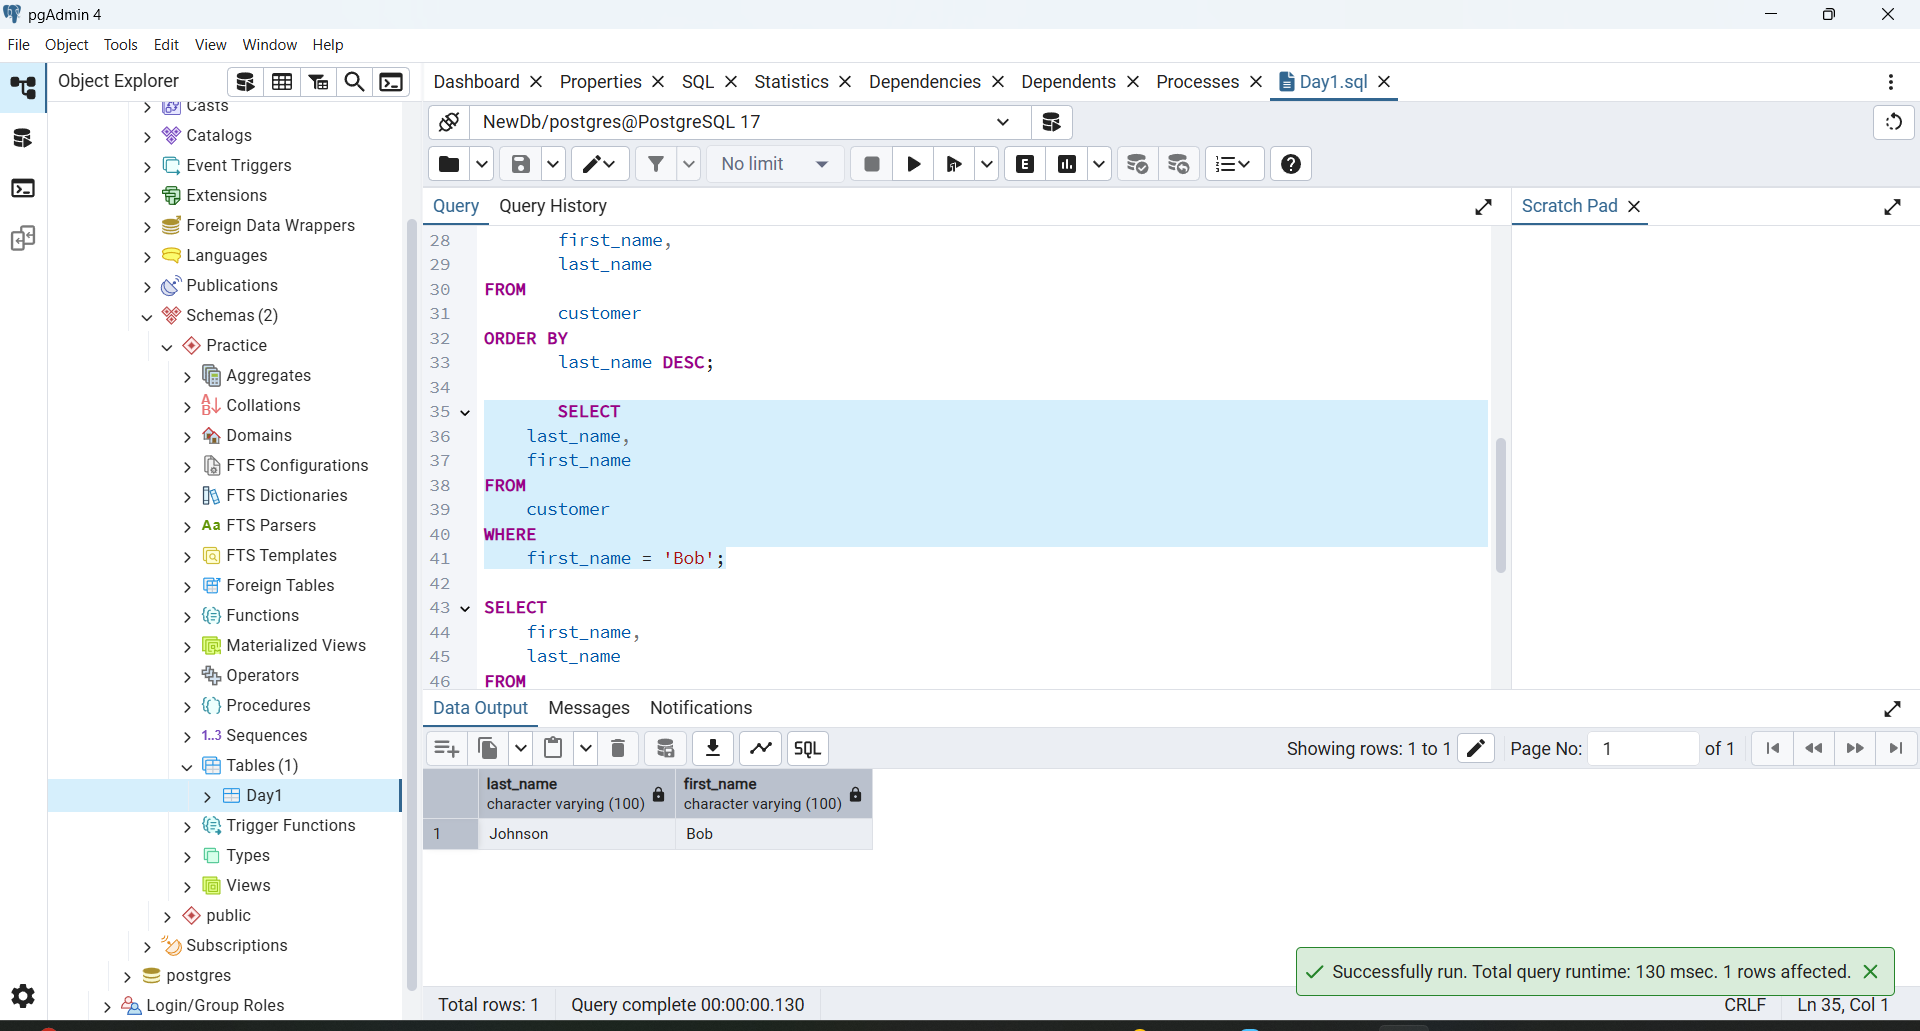 pgAdmin 4
File Object Tools Edit View Window Help
Object Explorer
Dashboard Properties SQL Statistics Dependencies Dependents Processes Day1.sql
NewDb/postgres@PostgreSQL 17
No limit
E
Query Query History
Scratch Pad
Casts
Catalogs
Event Triggers
Extensions
Foreign Data Wrappers
Languages
Publications
Schemas (2)
Practice
Aggregates
Collations
Domains
FTS Configurations
FTS Dictionaries
Aa FTS Parsers
FTS Templates
Foreign Tables
Functions
Materialized Views
Operators
Procedures
1..3 Sequences
Tables (1)
Day1
Trigger Functions
Types
Views
public
Subscriptions
postgres
Login/Group Roles
28 first_name,
29 last_name
30 FROM
31 customer
32 ORDER BY
33 last_name DESC;
34
35 SELECT
36 last_name,
37 first_name
38 FROM
39 customer
40 WHERE
41 first_name = 'Bob';
42
43 SELECT
44 first_name,
45 last_name
46 FROM
Data Output Messages Notifications
SQL
Showing rows: 1 to 1
Page No: 1 of 1
last_name first_name
character varying (100) character varying (100)
1 Johnson Bob
Successfully run. Total query runtime: 130 msec. 1 rows affected.
Total rows: 1 Query complete 00:00:00.130
CRLF Ln 35, Col 1